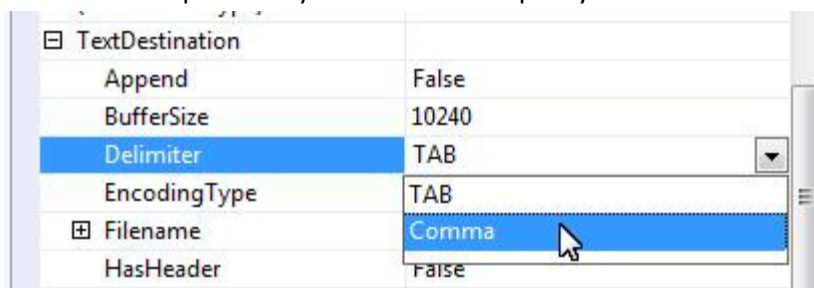 TextDestination
Append False
BufferSize 10240
Delimiter TAB
EncodingType TAB
Filename Comma
HasHeader False